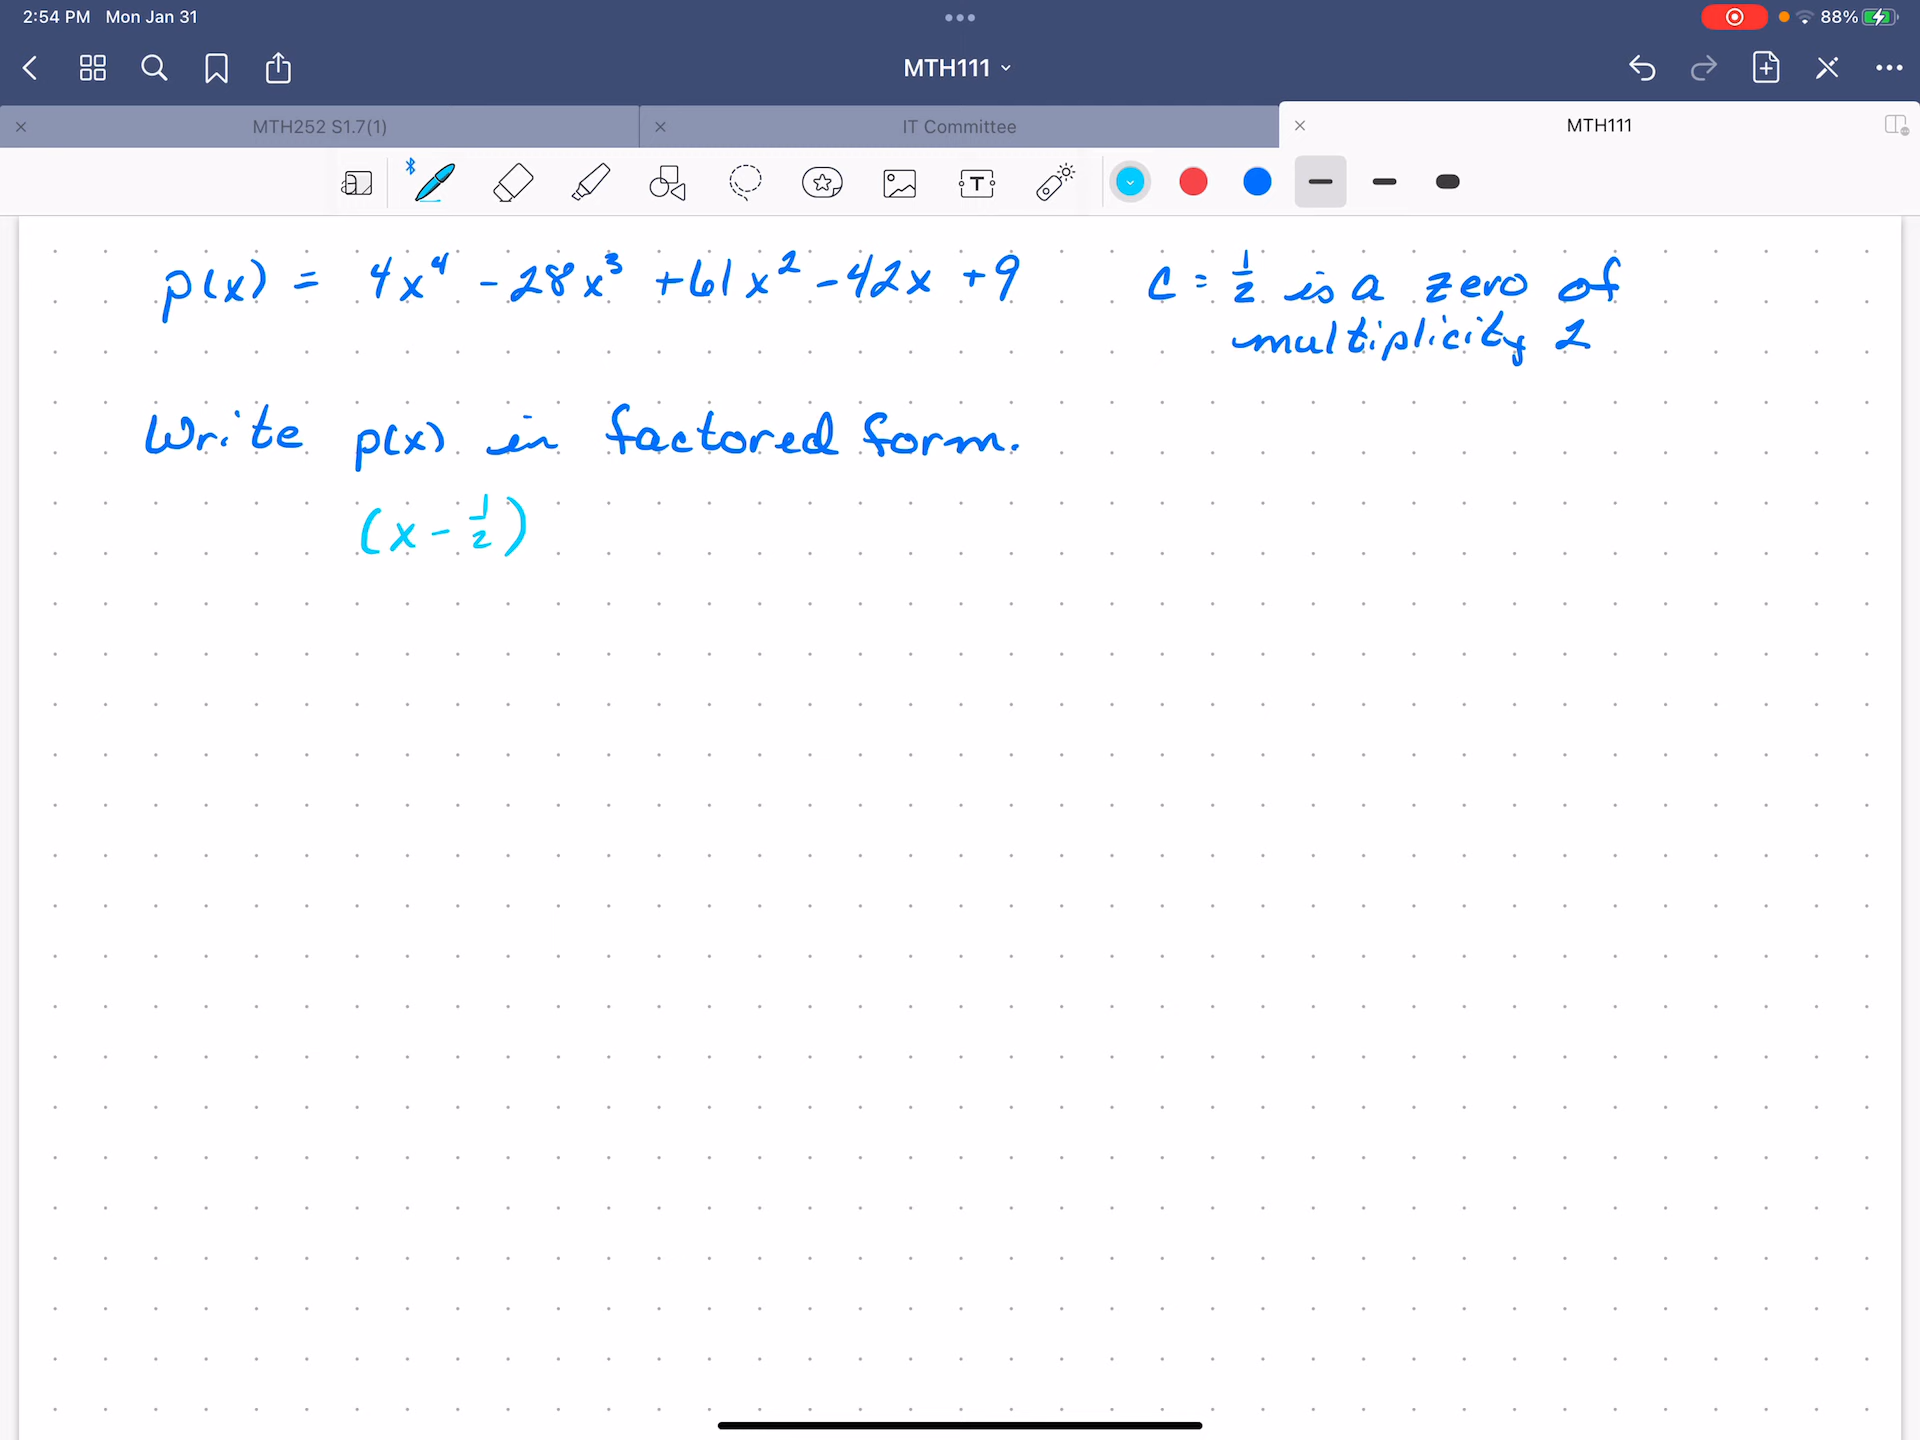 2:54 PM Mon Jan 31
88%
MTH111
MTH252 S1.7(1)
IT Committee
MTH111
T
p(x) = 4x⁴ - 28x³ + 61x² - 42x + 9
c = 1/2 is a zero of
multiplicity 2
Write p(x) in factored form.
(x - 1/2)